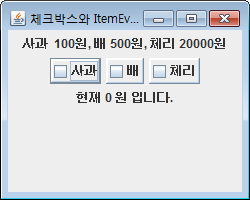 체크박스와 ItemEv...
사과 100원, 배 500원, 체리 20000원
사과 배 체리
현재 0 원 입니다.